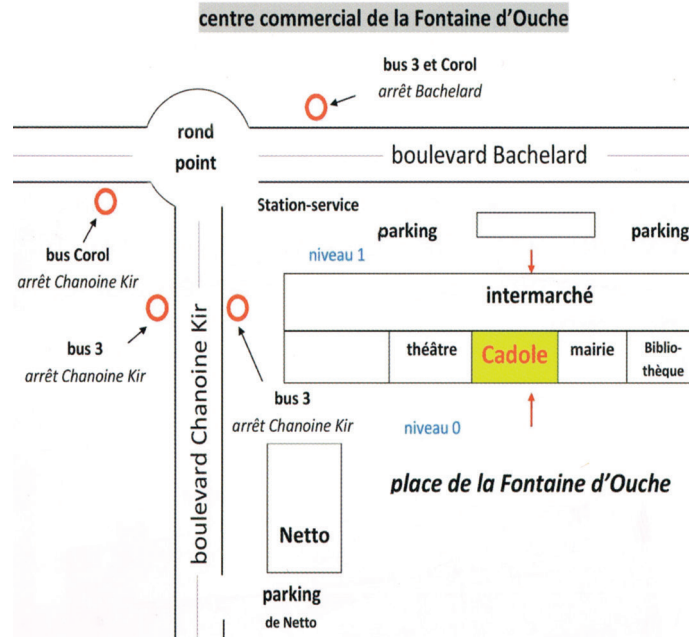 centre commercial de la Fontaine d'Ouche
bus 3 et Corol
arrêt Bachelard
rond
point
boulevard Bachelard
Station-service
parking
parking
niveau 1
bus Corol
arrêt Chanoine Kir
intermarché
bus 3
arrêt Chanoine Kir
théâtre
Cadole
mairie
Biblio-
thèque
boulevard Chanoine Kir
bus 3
arrêt Chanoine Kir
niveau 0
place de la Fontaine d'Ouche
Netto
parking
de Netto